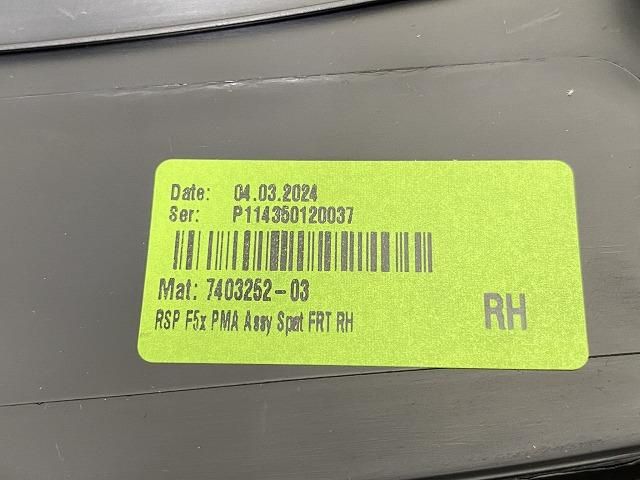 Date: 04.03.2024
Ser: P114350120037
Mat: 7403252-03
RSP F5x PMA Assy Spat FRT RH
RH